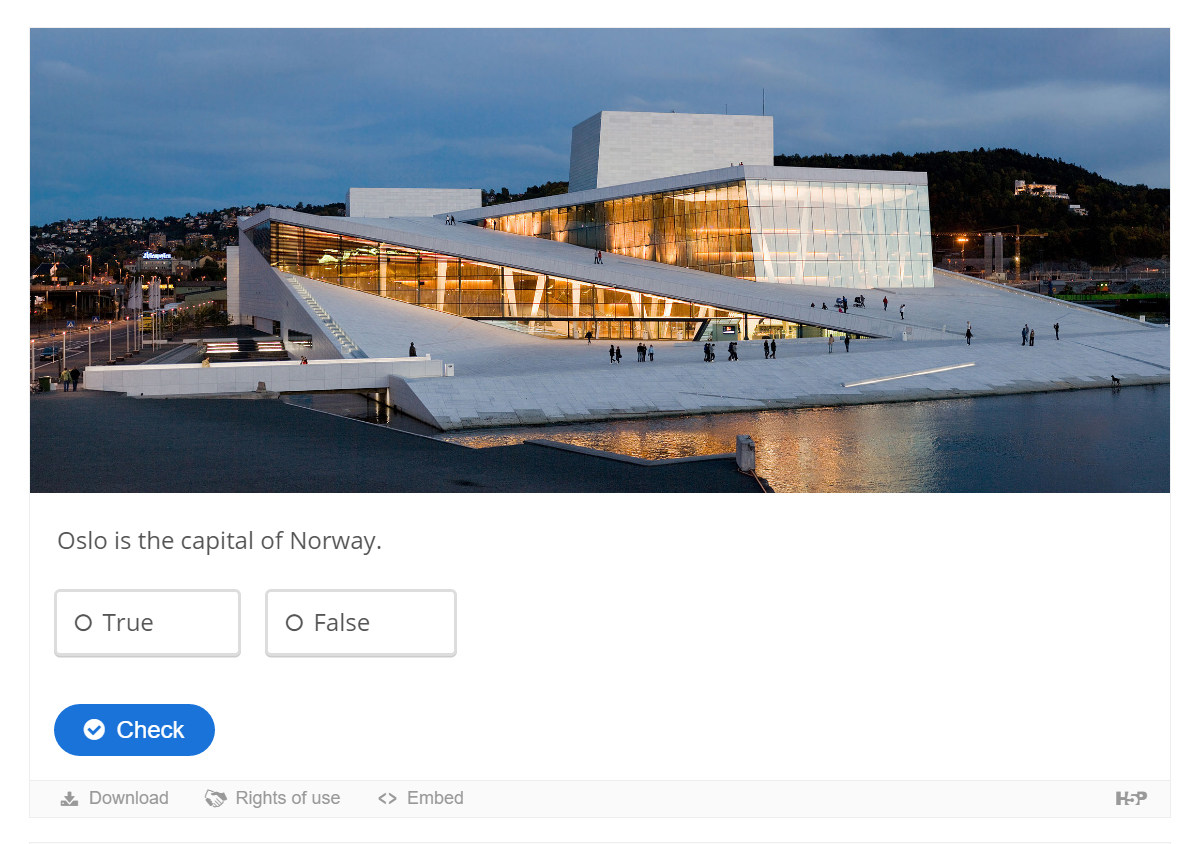 Oslo is the capital of Norway.
True
False
Check
Download
Rights of use
Embed
H5P